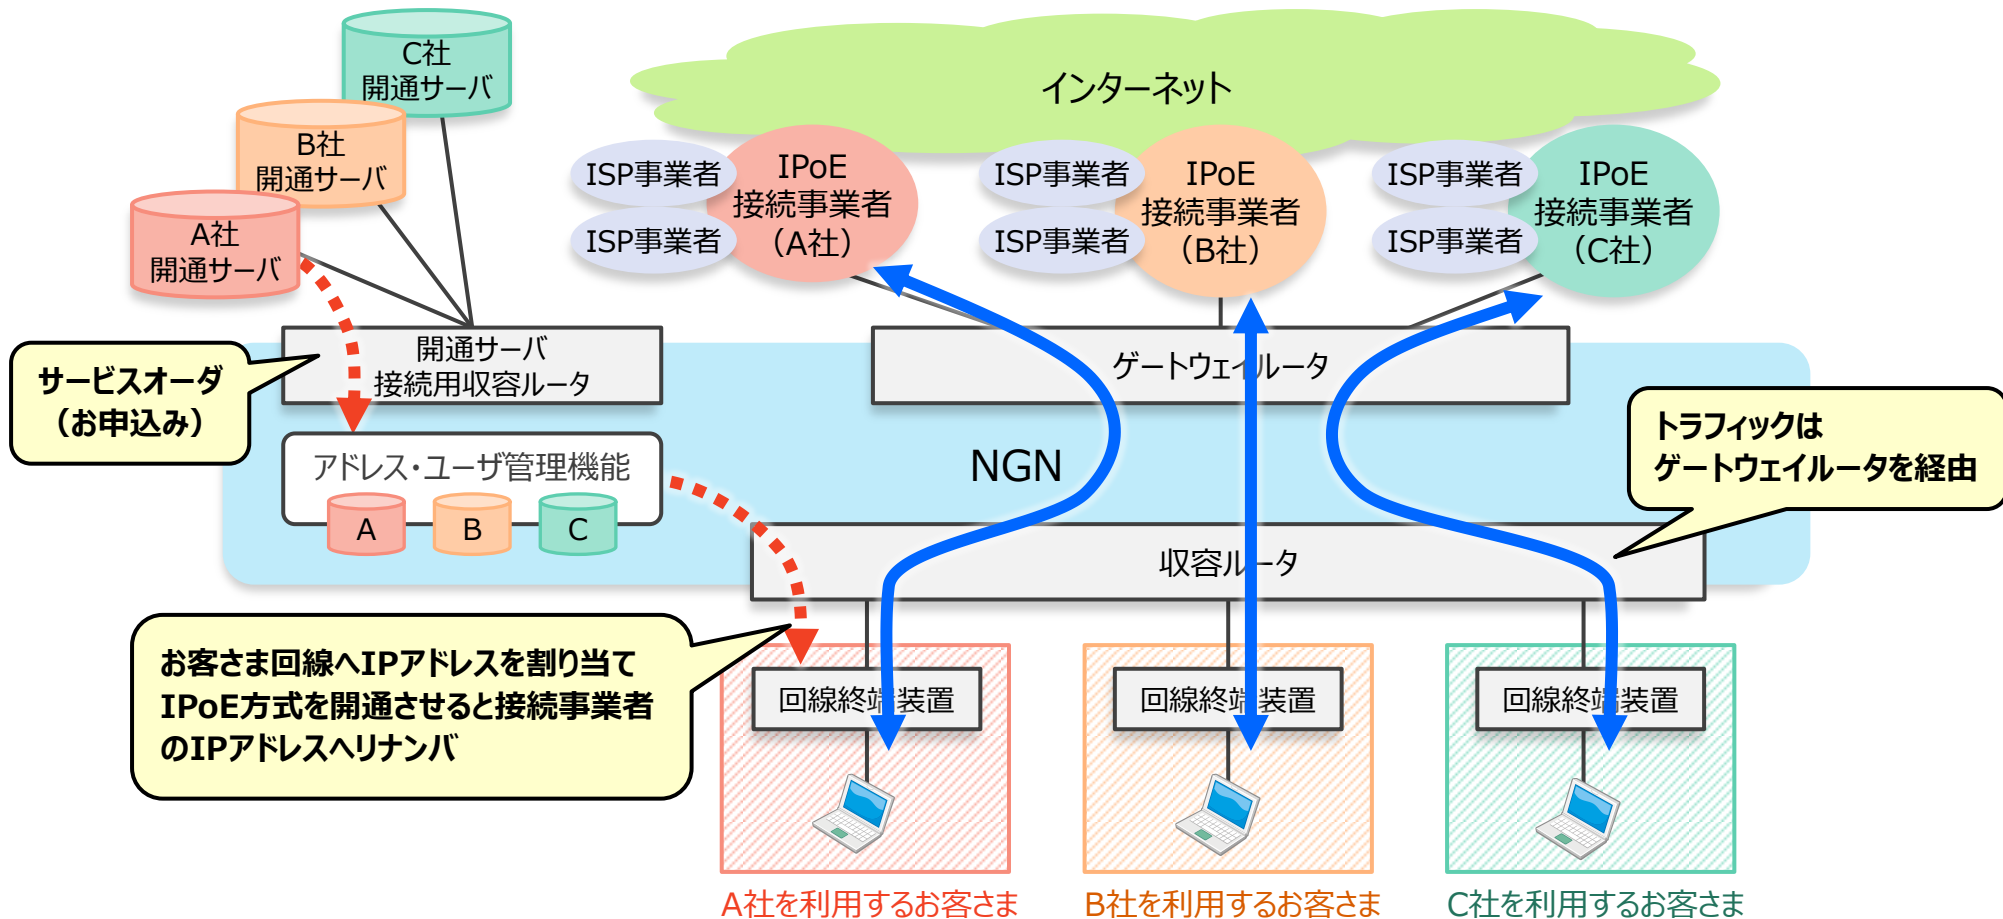 C社
開通サーバ
B社
開通サーバ
A社
開通サーバ
インターネット
ISP事業者
ISP事業者
IPoE
接続事業者
（A社）
ISP事業者
ISP事業者
IPoE
接続事業者
（B社）
ISP事業者
ISP事業者
IPoE
接続事業者
（C社）
サービスオーダ
（お申込み）
開通サーバ
接続用収容ルータ
ゲートウェイルータ
アドレス・ユーザ管理機能
A
B
C
NGN
トラフィックは
ゲートウェイルータを経由
収容ルータ
お客さま回線へIPアドレスを割り当て
IPoE方式を開通させると接続事業者
のIPアドレスへリナンバ
回線終端装置
回線終端装置
回線終端装置
A社を利用するお客さま
B社を利用するお客さま
C社を利用するお客さま